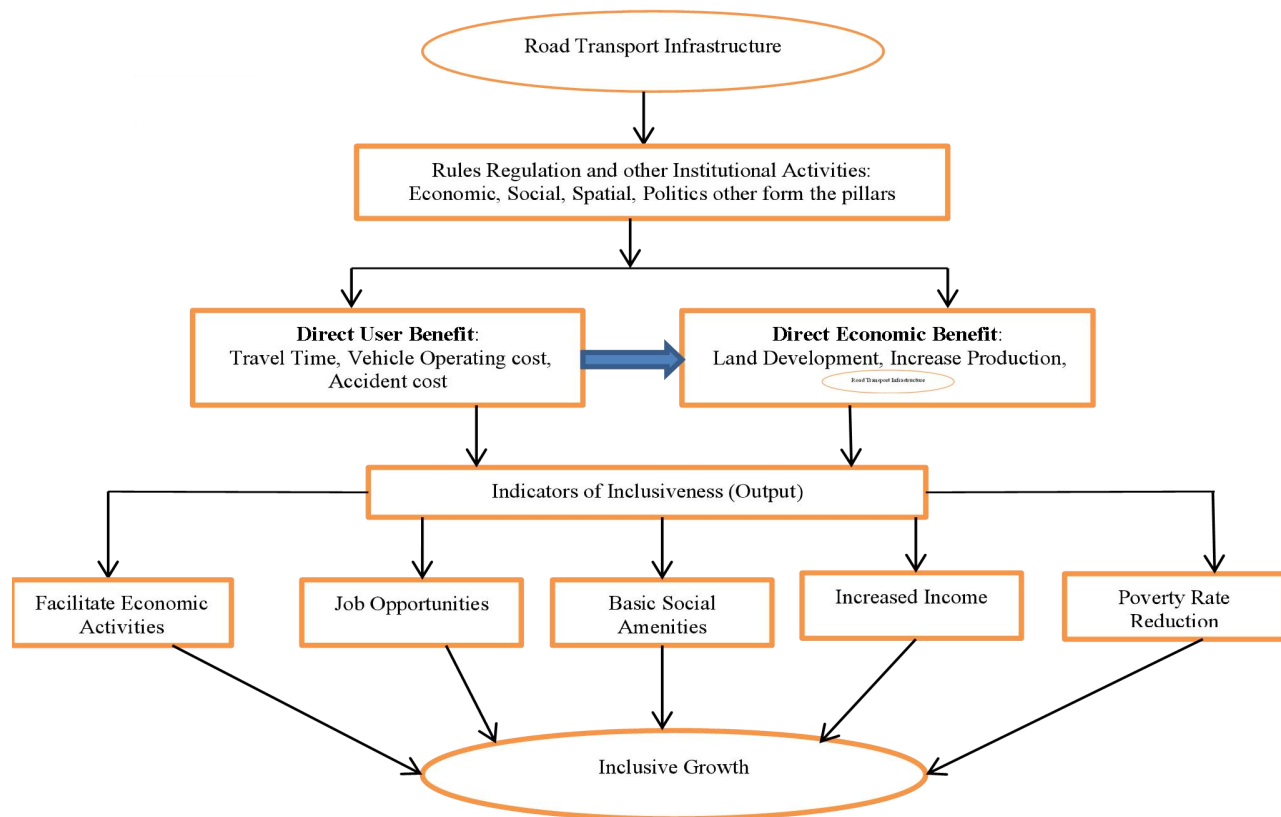 Road Transport Infrastructure
Rules Regulation and other Institutional Activities:
Economic, Social, Spatial, Politics other form the pillars
Direct User Benefit:
Travel Time, Vehicle Operating cost,
Accident cost
Direct Economic Benefit:
Land Development, Increase Production,
Road Transport Infrastructure
Indicators of Inclusiveness (Output)
Facilitate Economic
Activities
Job Opportunities
Basic Social
Amenities
Increased Income
Poverty Rate
Reduction
Inclusive Growth